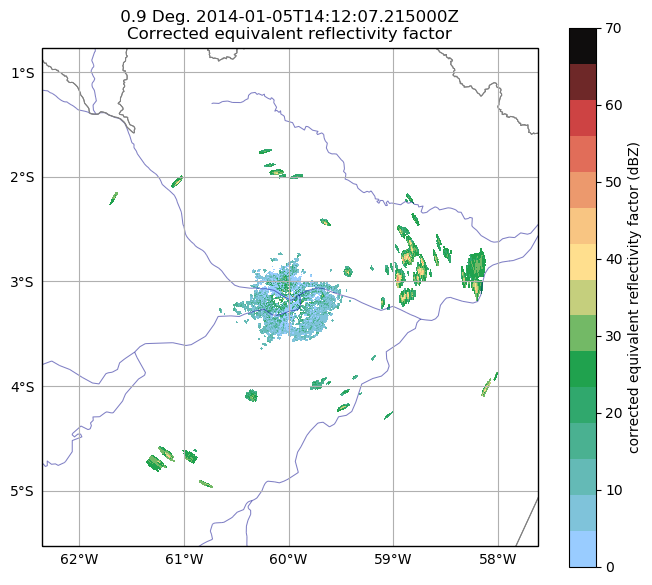 0.9 Deg. 2014-01-05T14:12:07.215000Z
Corrected equivalent reflectivity factor
1°S
2°S
3°S
4°S
5°S
62°W
61°W
60°W
59°W
58°W
70
60
50
40
30
20
10
0
corrected equivalent reflectivity factor (dBZ)